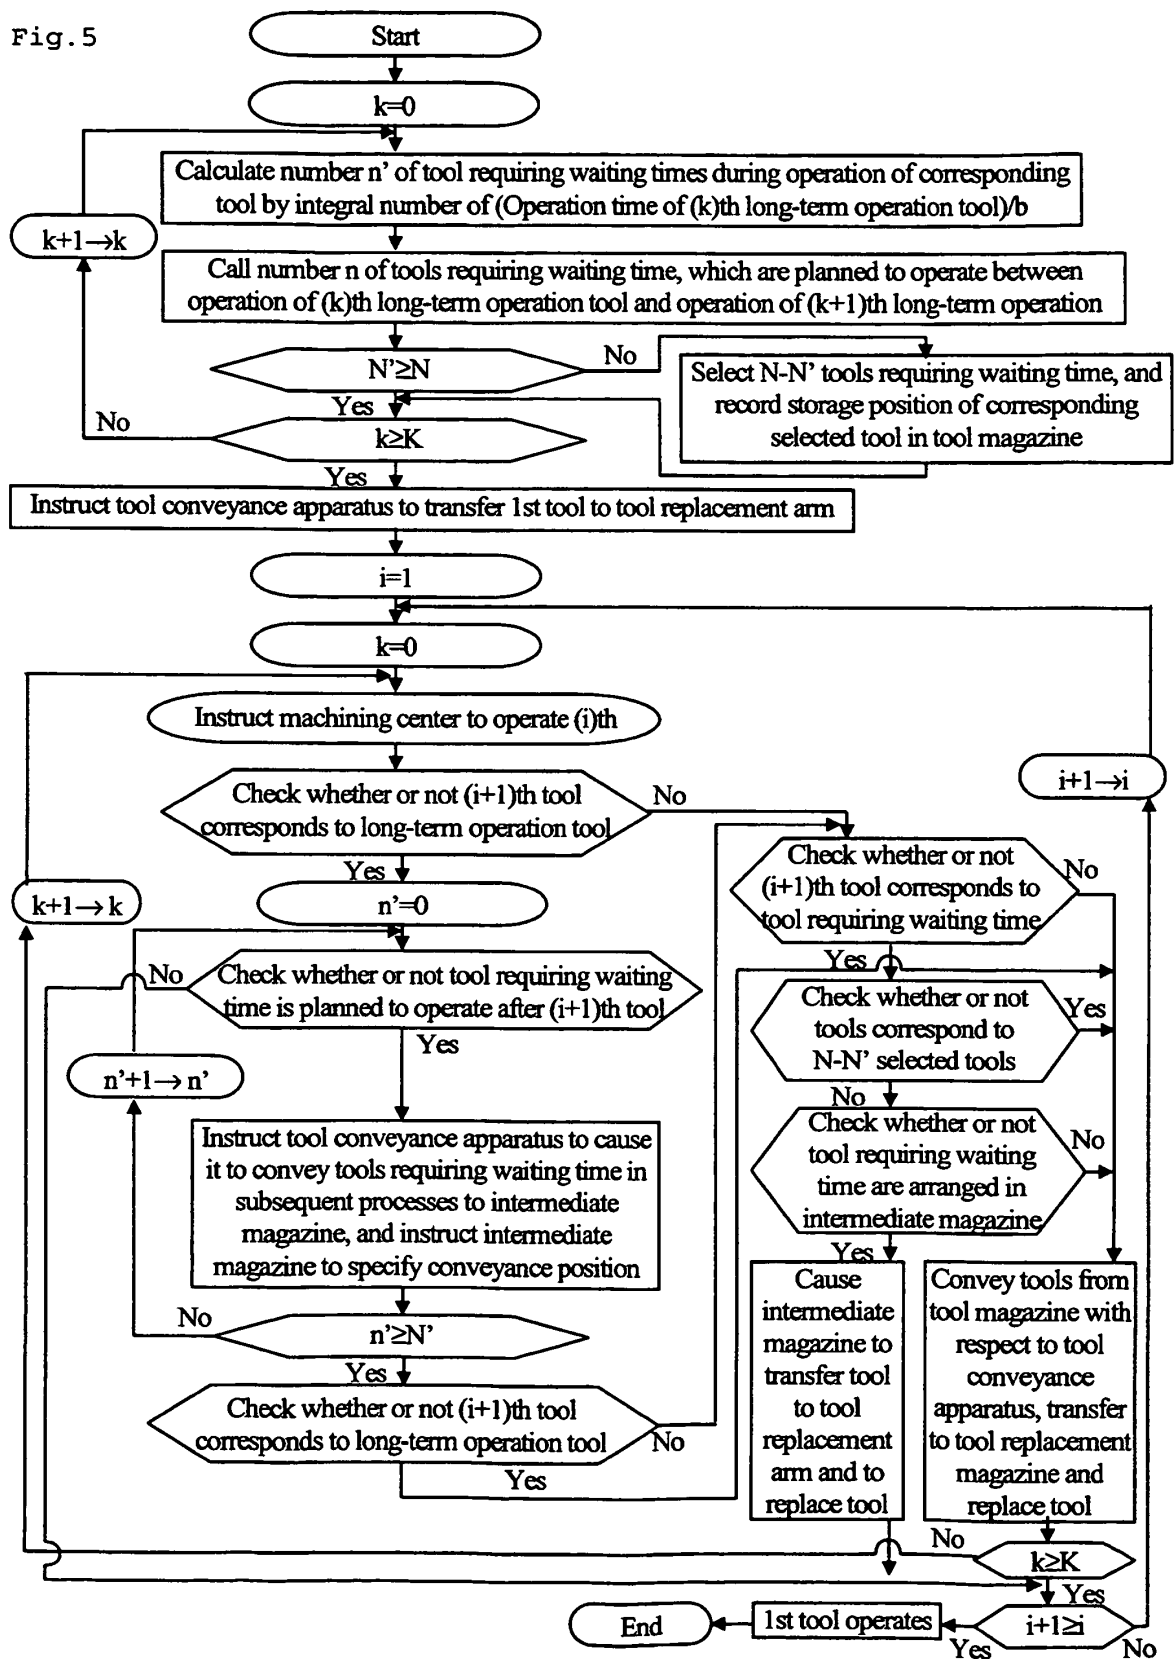 Fig.5
Start
k=0
Calculate number n' of tool requiring waiting times during operation of corresponding
tool by integral number of (Operation time of (k)th long-term operation tool)/b
k+1→k
Call number n of tools requiring waiting time, which are planned to operate between
operation of (k)th long-term operation tool and operation of (k+1)th long-term operation
N'≥N
No
Select N-N' tools requiring waiting time, and
record storage position of corresponding
selected tool in tool magazine
Yes
No
k≥K
Yes
Instruct tool conveyance apparatus to transfer 1st tool to tool replacement arm
i=1
k=0
Instruct machining center to operate (i)th
i+1→i
Check whether or not (i+1)th tool
corresponds to long-term operation tool
No
Yes
Check whether or not
(i+1)th tool corresponds to
tool requiring waiting time
No
k+1→k
n'=0
Yes
No
Check whether or not tool requiring waiting
time is planned to operate after (i+1)th tool
Yes
Check whether or not
tools correspond to
N-N' selected tools
Yes
n'+1→n'
No
Check whether or not
tool requiring waiting
time are arranged in
intermediate magazine
No
Yes
Instruct tool conveyance apparatus to cause
it to convey tools requiring waiting time in
subsequent processes to intermediate
magazine, and instruct intermediate
magazine to specify conveyance position
No
n'≥N'
Yes
Check whether or not (i+1)th tool
corresponds to long-term operation tool
No
Yes
Cause
intermediate
magazine to
transfer tool
to tool
replacement
arm and to
replace tool
Convey tools from
tool magazine with
respect to tool
conveyance
apparatus, transfer
to tool replacement
magazine and
replace tool
No
k≥K
Yes
End
1st tool operates
i+1≥i
Yes
No